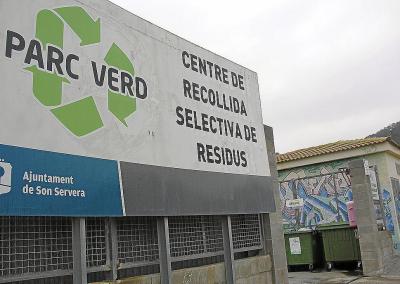 PARC VERD
CENTRE DE
RECOLLIDA
SELECTIVA DE
RESIDUS
Ajuntament
de Son Servera